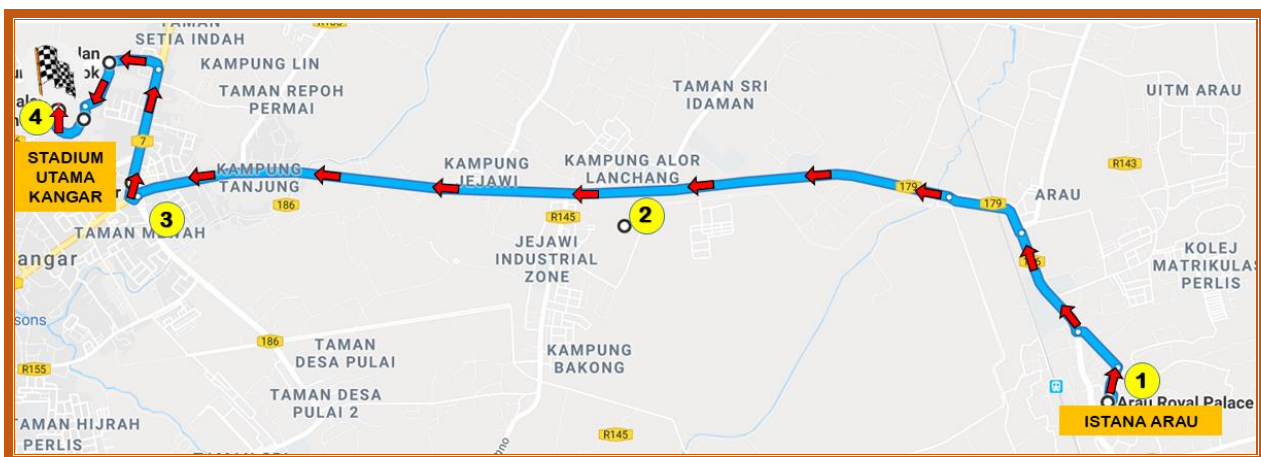 SETIA INDAH
KAMPUNG LIN
TAMAN REPOH
PERMAI
TAMAN SRI
IDAMAN
UITM ARAU
4
STADIUM
UTAMA
KANGAR
7
KAMPUNG
TANJUNG
186
KAMPUNG
JEJAWI
KAMPUNG ALOR
LANCHANG
R143
179
179
ARAU
3
2
R145
TAMAN MEWAH
angar
JEJAWI
INDUSTRIAL
ZONE
KOLEJ
MATRIKULAS
PERLIS
sons
186
TAMAN
DESA PULAI
KAMPUNG
BAKONG
R155
TAMAN DESA
PULAI 2
1
Arau Royal Palace
ISTANA ARAU
TAMAN HIJRAH
PERLIS
R145